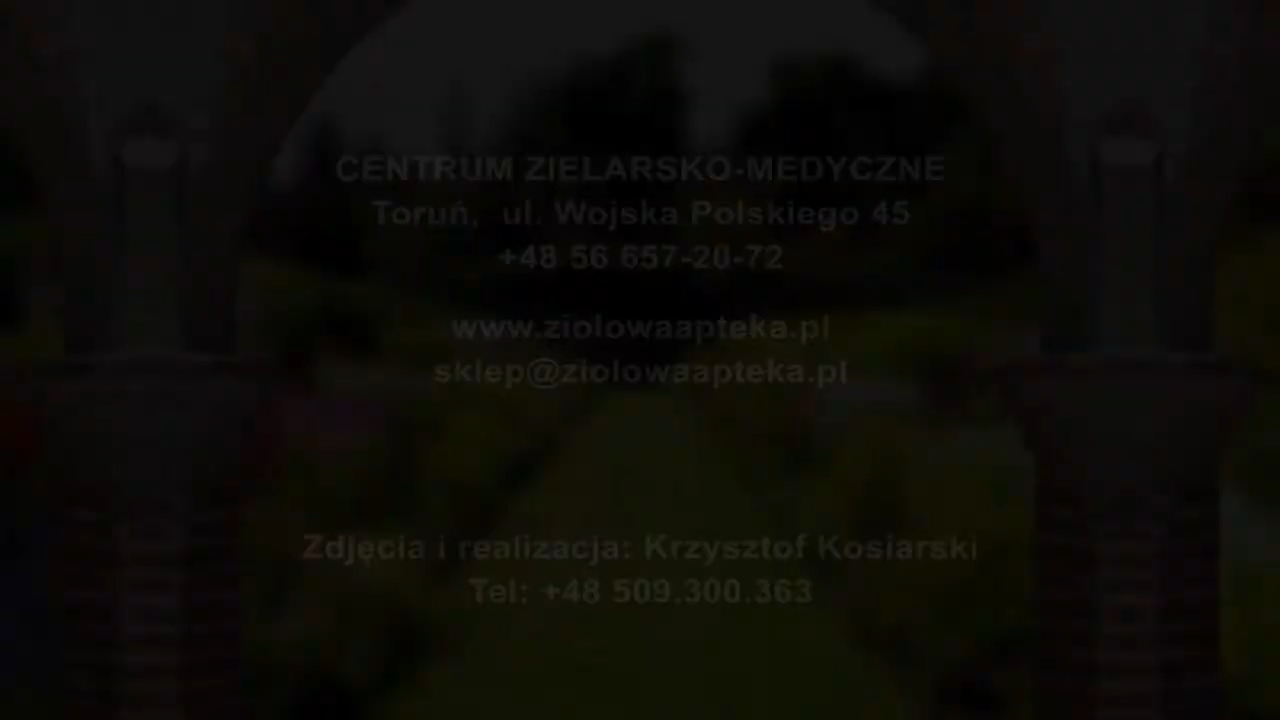 CENTRUM ZIELARSKO-MEDYCZNE
Toruń, ul. Wojska Polskiego 45
+48 56 657-20-72
www.ziolowaapteka.pl
sklep@ziolowaapteka.pl
Zdjęcia i realizacja: Krzysztof Kosiarski
Tel: +48 509.300.363